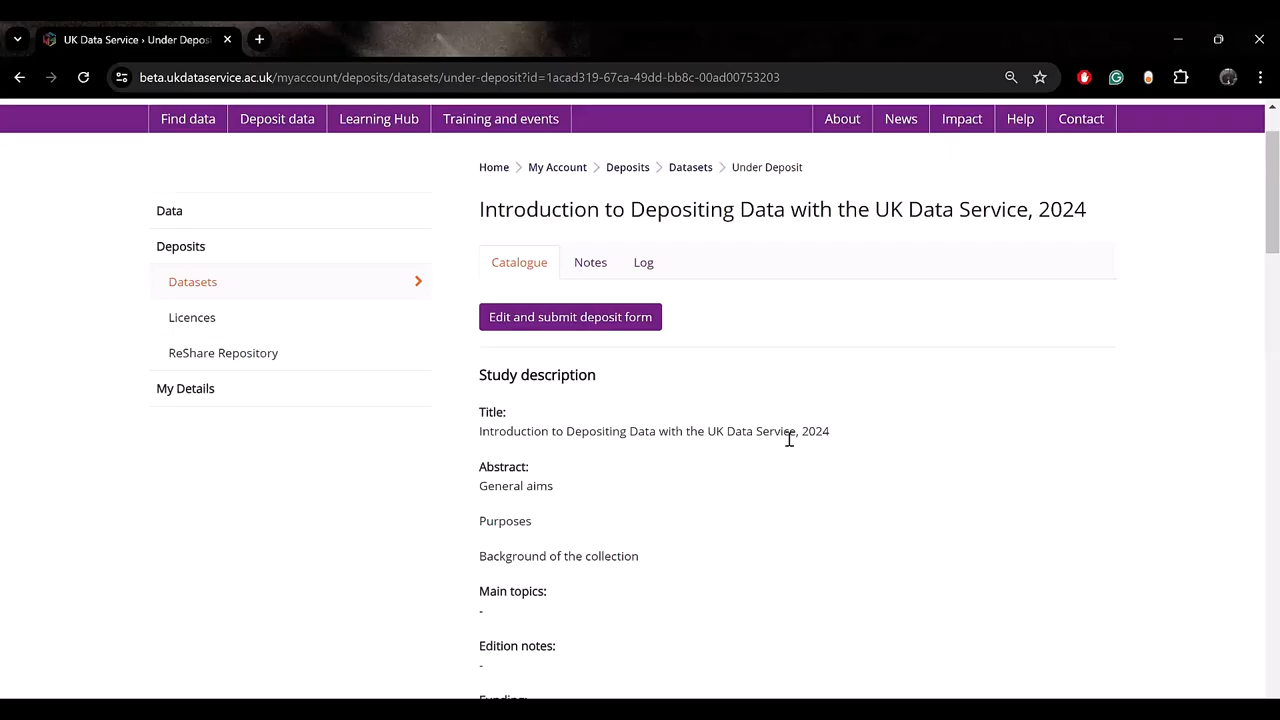 UK Data Service › Under Deposi
beta.ukdataservice.ac.uk/myaccount/deposits/datasets/under-deposit?id=1acad319-67ca-49dd-bb8c-00ad00753203
Find data Deposit data Learning Hub Training and events About News Impact Help Contact
Home My Account Deposits Datasets Under Deposit
Data
Deposits
Datasets
Licences
ReShare Repository
My Details
Introduction to Depositing Data with the UK Data Service, 2024
Catalogue Notes Log
Edit and submit deposit form
Study description
Title:
Introduction to Depositing Data with the UK Data Service, 2024
Abstract:
General aims
Purposes
Background of the collection
Main topics:
-
Edition notes:
-
Funding: